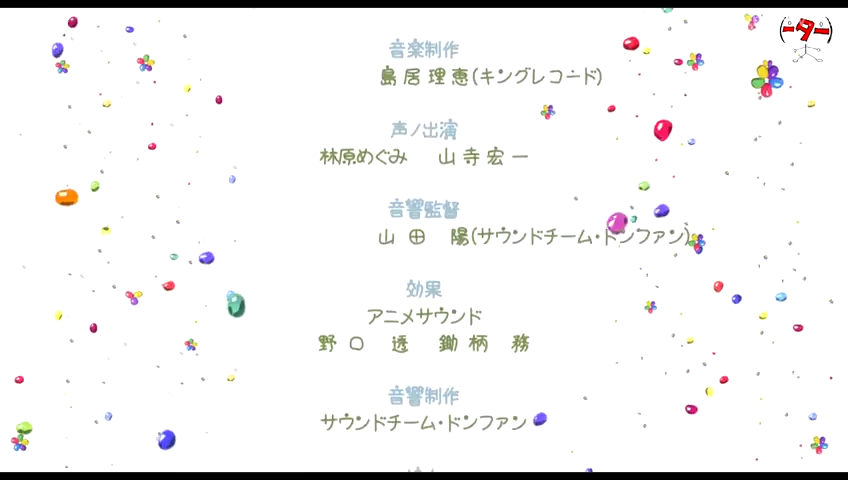 (ーター)
音楽制作
島居理恵(キングレコード)
声ノ出演
林原めぐみ 山寺宏一
音響監督
山田 陽(サウンドチーム・ドンファン)
効果
アニメサウンド
野口 透 鋤柄 務
音響制作
サウンドチーム・ドンファン